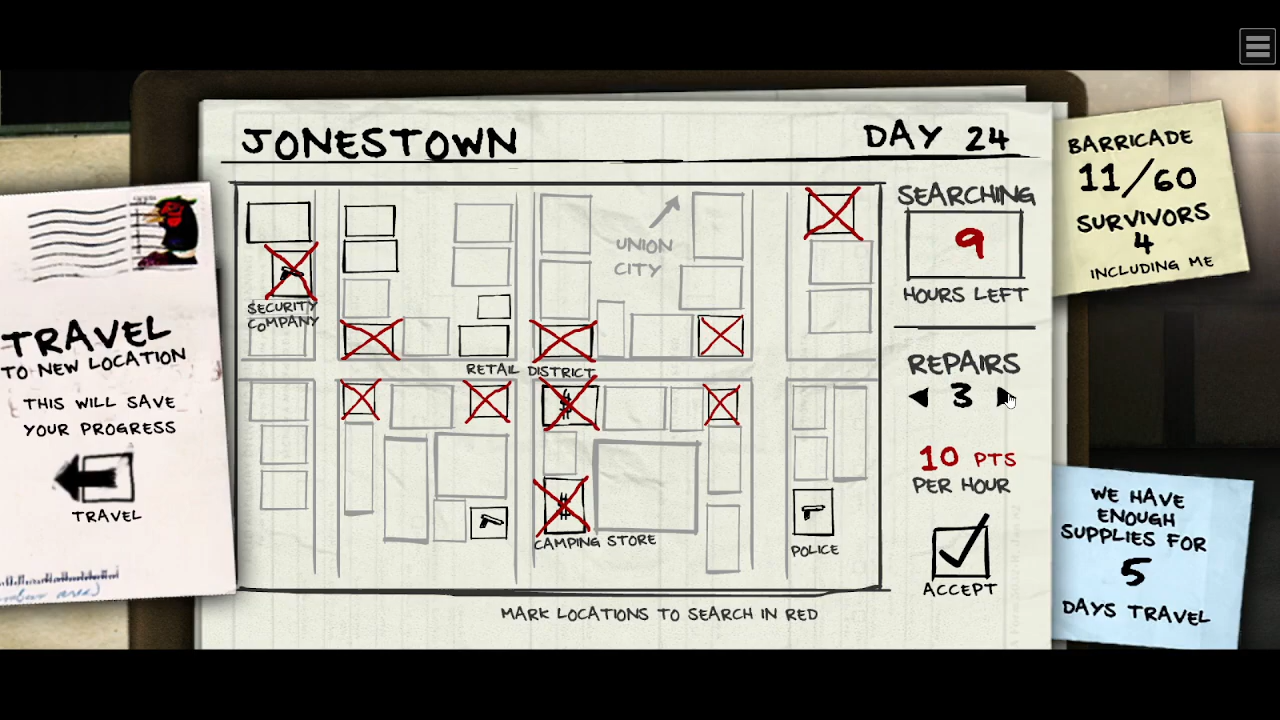 JONESTOWN
DAY 24
TRAVEL
TO NEW LOCATION
THIS WILL SAVE
YOUR PROGRESS
TRAVEL
SECURITY
COMPANY
UNION
CITY
RETAIL DISTRICT
CAMPING STORE
POLICE
MARK LOCATIONS TO SEARCH IN RED
SEARCHING
9
HOURS LEFT
REPAIRS
3
10 PTS
PER HOUR
ACCEPT
BARRICADE
11/60
SURVIVORS
4
INCLUDING ME
WE HAVE
ENOUGH
SUPPLIES FOR
5
DAYS TRAVEL